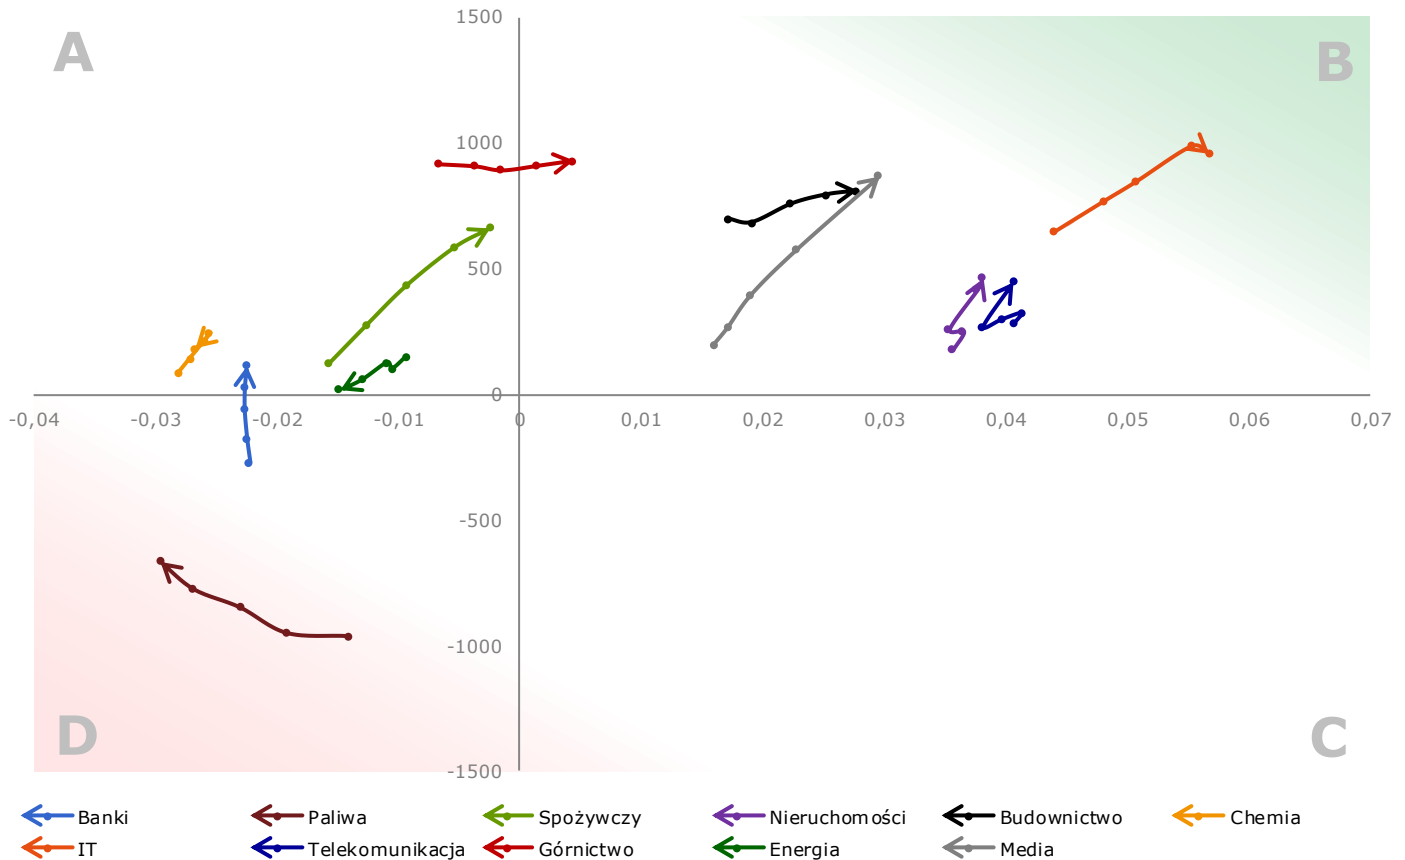 1500
A
B
1000
500
0
-0,04 -0,03 -0,02 -0,01 0 0,01 0,02 0,03 0,04 0,05 0,06 0,07
-500
-1000
D
C
-1500
Banki Paliwa Spożywczy Nieruchomości Budownictwo Chemia
IT Telekomunikacja Górnictwo Energia Media